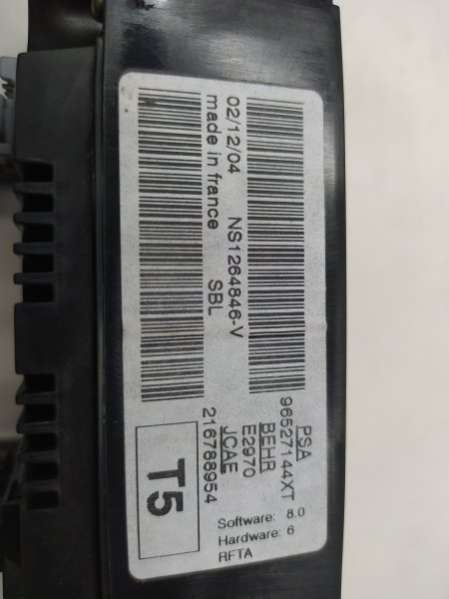 PSA
96527144XT
BEHR
E2970
JCAE
216788954
02/12/04 NS1264846-V
made in france SBL
Software: 8.0
Hardware: 6
RFTA
T5